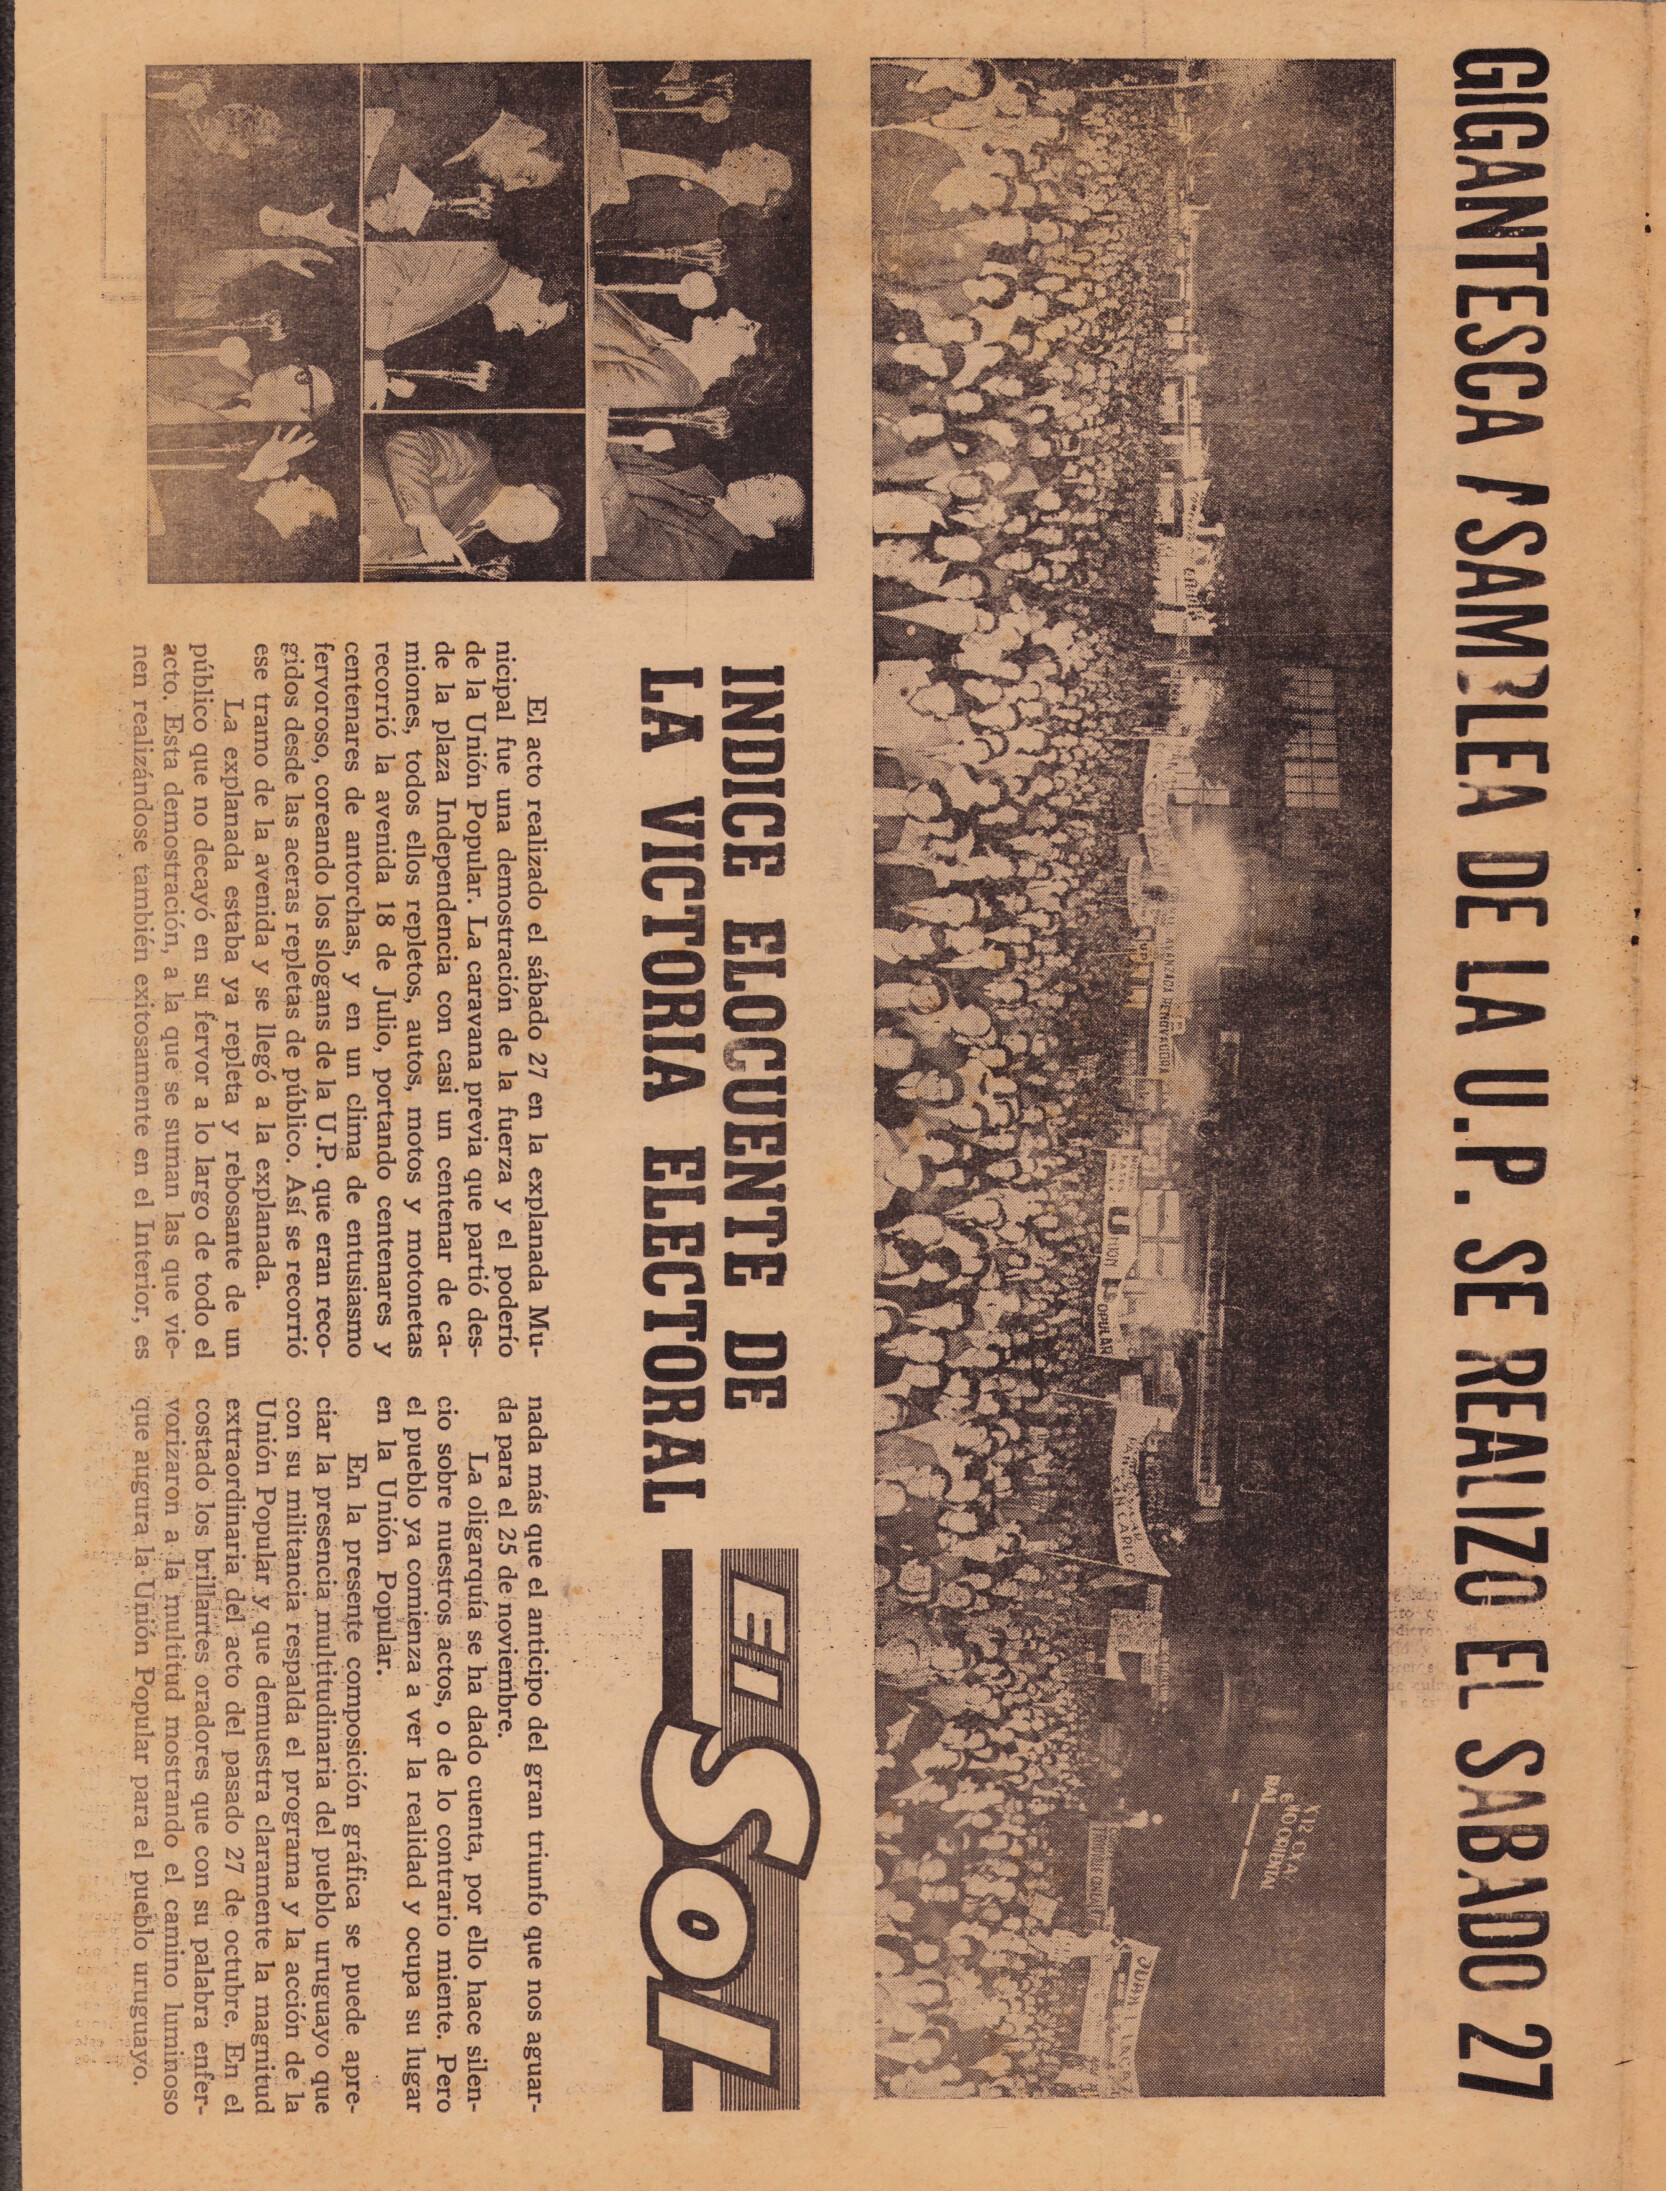 GIGANTESCA ASAMBLEA DE LA U.P. SE REALIZO EL SABADO 27
ALIANZA RENOVADORA
UNION POPULAR
EN CARLO
INDICE ELOCUENTE DE
LA VICTORIA ELECTORAL
El SoL
El acto realizado el sábado 27 en la explanada Mu-
nicipal fue una demostración de la fuerza y el poderío
de la Unión Popular. La caravana previa que partió des-
de la plaza Independencia con casi un centenar de ca-
miones, todos ellos repletos, autos, motos y motonetas
recorrió la avenida 18 de Julio, portando centenares y
centenares de antorchas, y en un clima de entusiasmo
fervoroso, coreando los slogans de la U.P. que eran reco-
gidos desde las aceras repletas de público. Así se recorrió
ese tramo de la avenida y se llegó a la explanada.
La explanada estaba ya repleta y rebosante de un
público que no decayó en su fervor a lo largo de todo el
acto. Esta demostración, a la que se suman las que vie-
nen realizándose también exitosamente en el Interior, es
nada más que el anticipo del gran triunfo que nos aguar-
da para el 25 de noviembre.
La oligarquía se ha dado cuenta, por ello hace silen-
cio sobre nuestros actos, o de lo contrario miente. Pero
el pueblo ya comienza a ver la realidad y ocupa su lugar
en la Unión Popular.
En la presente composición gráfica se puede apre-
ciar la presencia multitudinaria del pueblo uruguayo que
con su militancia respalda el programa y la acción de la
Unión Popular y que demuestra claramente la magnitud
extraordinaria del acto del pasado 27 de octubre. En el
costado los brillartes oradores que con su palabra enfer-
vorizaron a la multitud mostrando el camino luminoso
que augura la Unión Popular para el pueblo uruguayo.